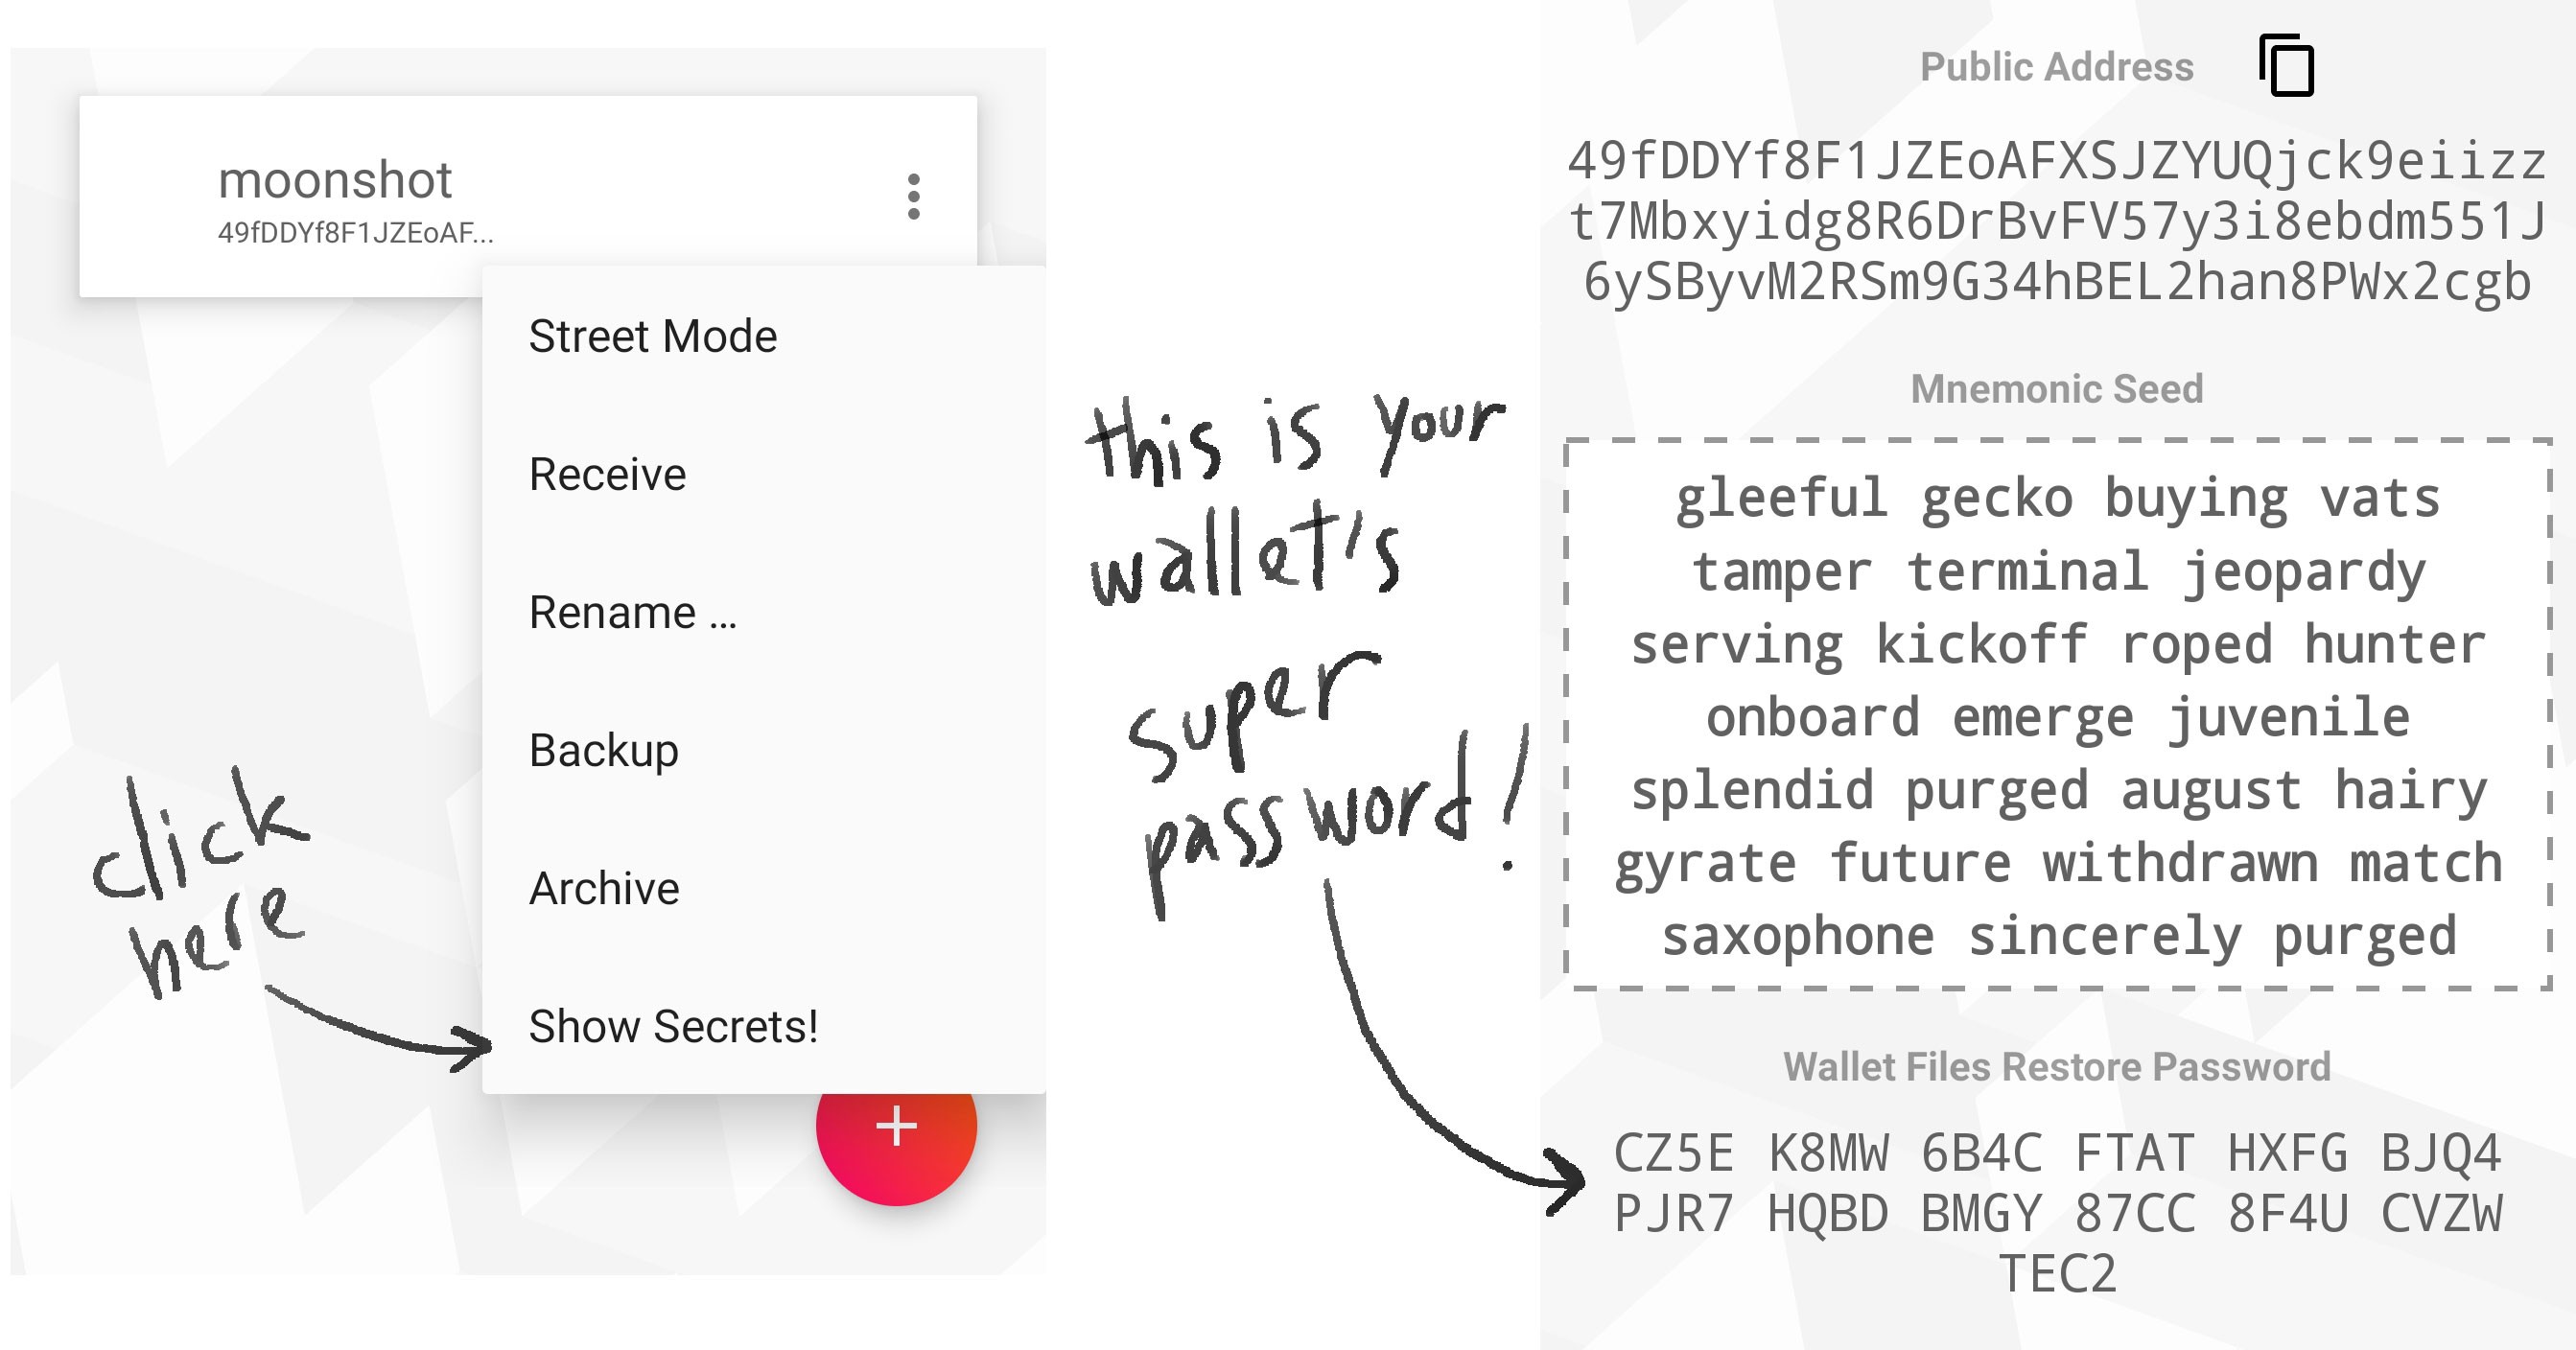 moonshot
49fDDYf8F1JZEoAF...
Street Mode
Receive
Rename ...
Backup
Archive
Show Secrets!
click
here
this is your
wallet's
super
password!
Public Address
49fDDYf8F1JZEoAFXSJZYUQjck9eiizz
t7Mbxyidg8R6DrBvFV57y3i8ebdm551J
6ySByvM2RSm9G34hBEL2han8PWx2cgb
Mnemonic Seed
gleeful gecko buying vats
tamper terminal jeopardy
serving kickoff roped hunter
onboard emerge juvenile
splendid purged august hairy
gyrate future withdrawn match
saxophone sincerely purged
Wallet Files Restore Password
CZ5E K8MW 6B4C FTAT HXFG BJQ4
PJR7 HQBD BMGY 87CC 8F4U CVZW
TEC2